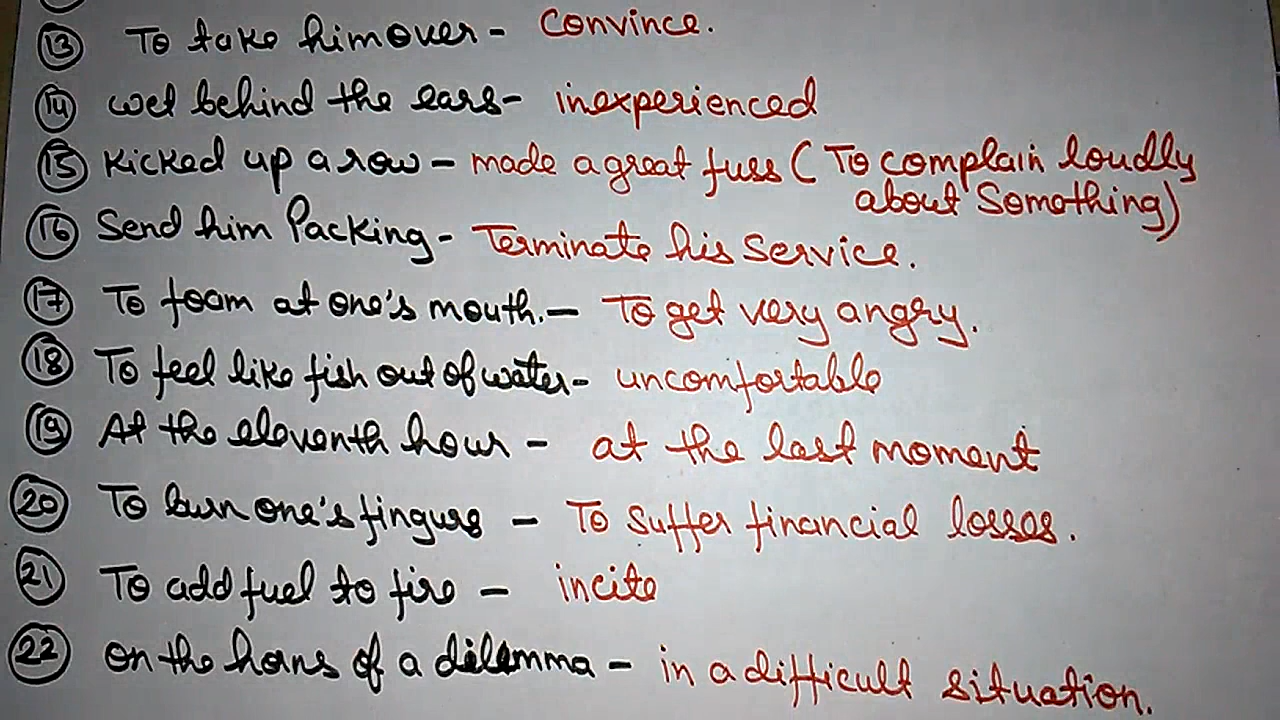 13 To take him over - Convince.
14 wet behind the ears - inexperienced
15 Kicked up a row - made a great fuss ( To complain loudly
about Something)
16 Send him Packing - Terminate his Service.
17 To foam at one's mouth. - To get very angry.
18 To feel like fish out of water - uncomfortable
19 At the eleventh hour - at the last moment
20 To burn one's fingurs - To Suffer financial losses.
21 To add fuel to fire - incite
22 on the horns of a dilemma - in a difficult situation.